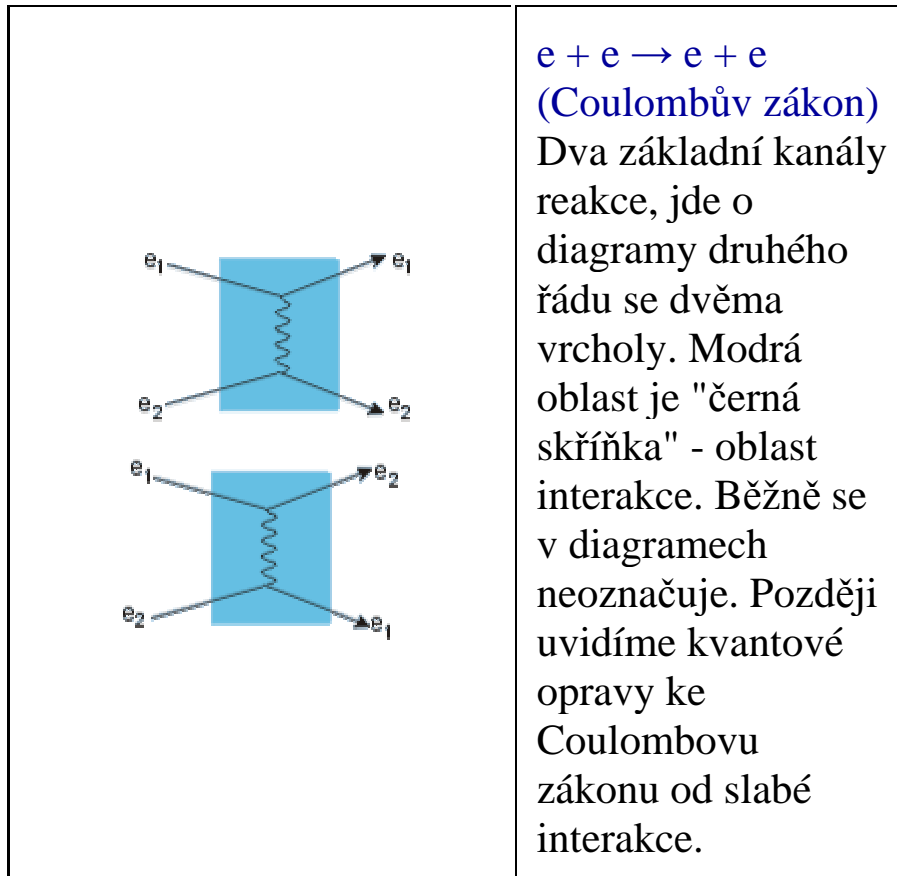 e₁
e₁
e₂
e₂
e₁
e₂
e₂
e₁
e + e → e + e
(Coulombův zákon)
Dva základní kanály
reakce, jde o
diagramy druhého
řádu se dvěma
vrcholy. Modrá
oblast je "černá
skříňka" - oblast
interakce. Běžně se
v diagramech
neoznačuje. Později
uvidíme kvantové
opravy ke
Coulombovu
zákonu od slabé
interakce.